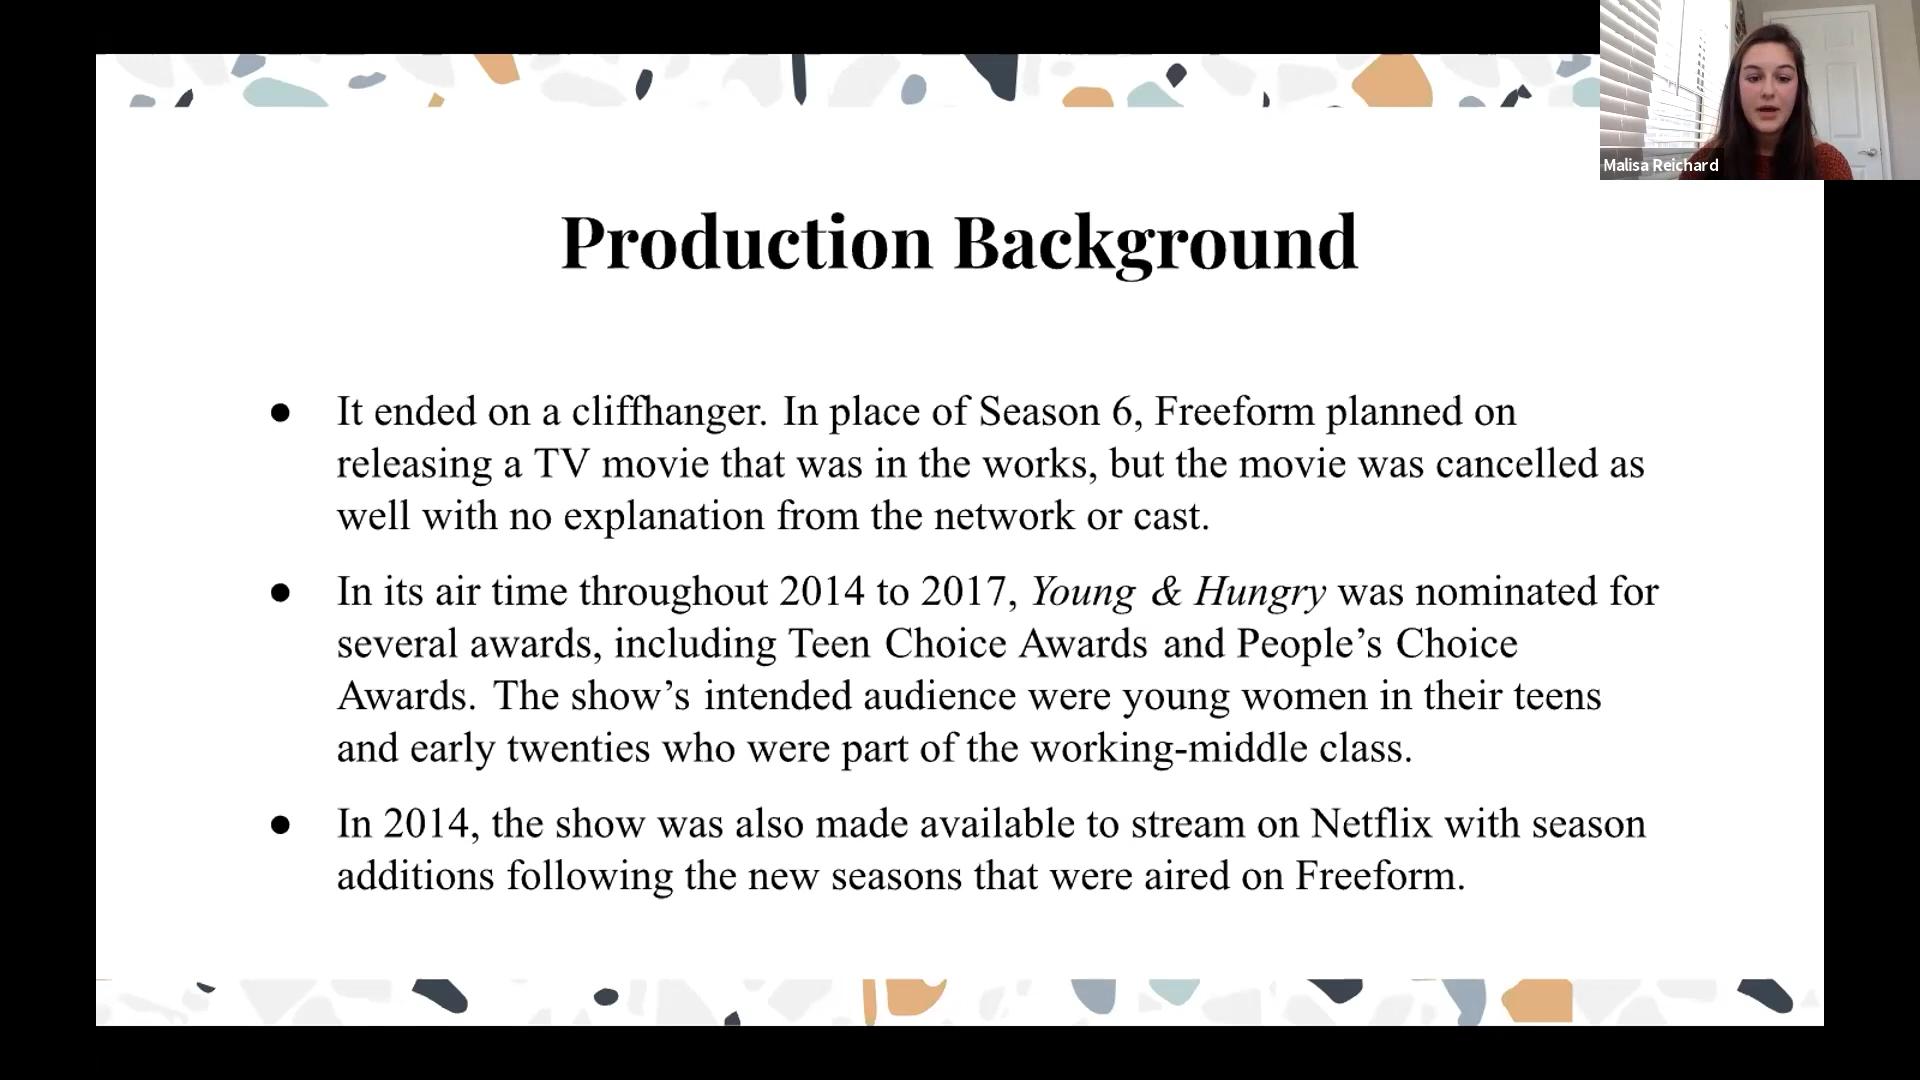 Malisa Reichard
Production Background
● It ended on a cliffhanger. In place of Season 6, Freeform planned on
releasing a TV movie that was in the works, but the movie was cancelled as
well with no explanation from the network or cast.
● In its air time throughout 2014 to 2017, Young & Hungry was nominated for
several awards, including Teen Choice Awards and People’s Choice
Awards. The show’s intended audience were young women in their teens
and early twenties who were part of the working-middle class.
● In 2014, the show was also made available to stream on Netflix with season
additions following the new seasons that were aired on Freeform.